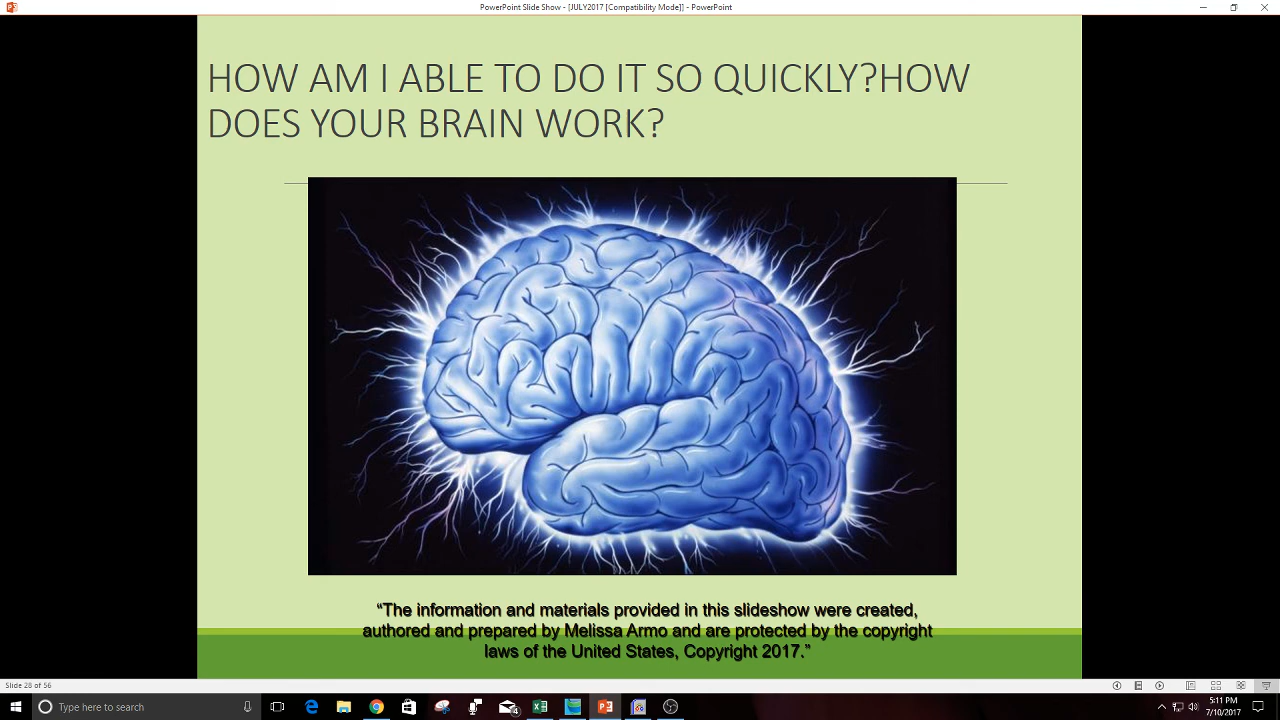 PowerPoint Slide Show - [JULY2017 [Compatibility Mode]] - PowerPoint
HOW AM I ABLE TO DO IT SO QUICKLY?HOW
DOES YOUR BRAIN WORK?
“The information and materials provided in this slideshow were created,
authored and prepared by Melissa Armo and are protected by the copyright
laws of the United States, Copyright 2017.”
Slide 28 of 56
Type here to search
4
5:11 PM
7/10/2017